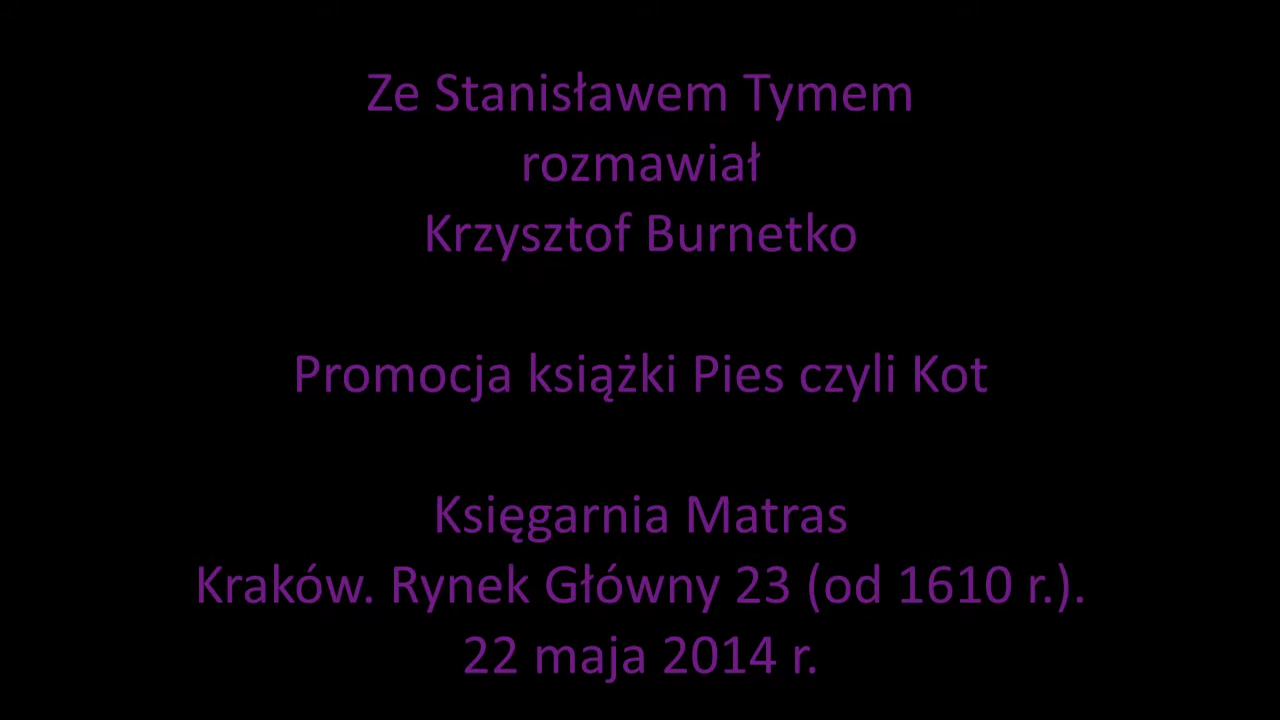 Ze Stanisławem Tymem
rozmawiał
Krzysztof Burnetko
Promocja książki Pies czyli Kot
Księgarnia Matras
Kraków. Rynek Główny 23 (od 1610 r.).
22 maja 2014 r.